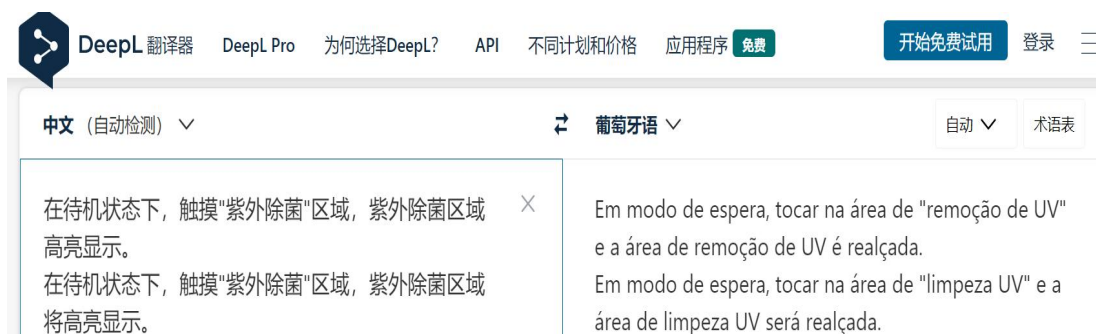 DeepL 翻译器 DeepL Pro 为何选择DeepL? API 不同计划和价格 应用程序 免费 开始免费试用 登录
中文 (自动检测) 葡萄牙语 自动 术语表
在待机状态下，触摸"紫外除菌"区域，紫外除菌区域
高亮显示。
在待机状态下，触摸"紫外除菌"区域，紫外除菌区域
将高亮显示。
Em modo de espera, tocar na área de "remoção de UV"
e a área de remoção de UV é realçada.
Em modo de espera, tocar na área de "limpeza UV" e a
área de limpeza UV será realçada.